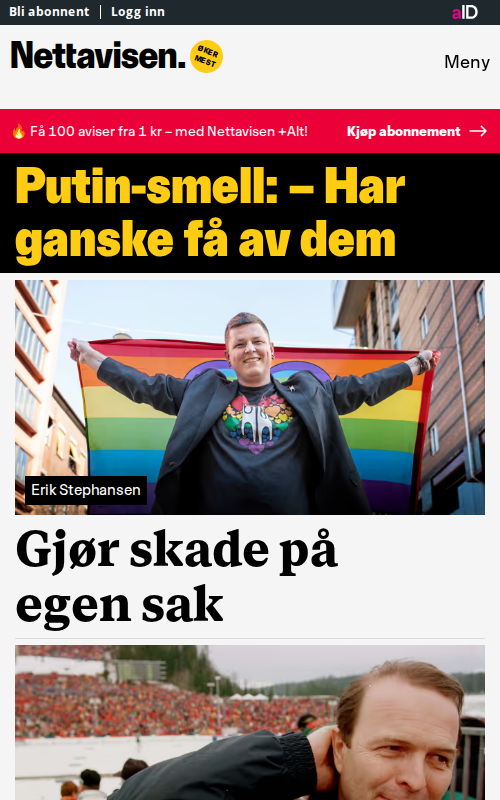 Bli abonnent | Logg inn
aID
Nettavisen.
ØKER
MEST
Meny
🔥 Få 100 aviser fra 1 kr – med Nettavisen +Alt!
Kjøp abonnement →
Putin-smell: – Har
ganske få av dem
Erik Stephansen
Gjør skade på
egen sak